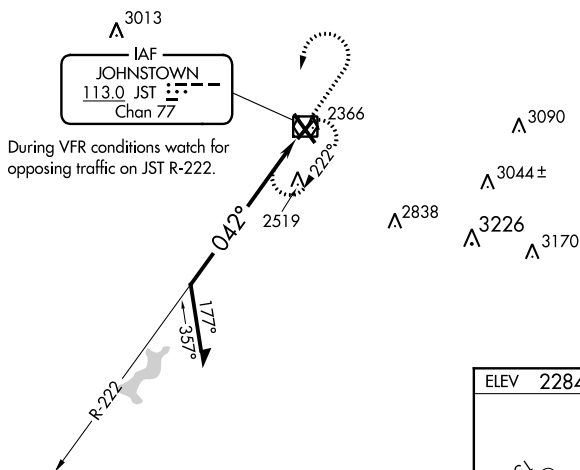 3013
IAF
JOHNSTOWN
113.0 JST
Chan 77
2366
3090
During VFR conditions watch for
opposing traffic on JST R-222.
222°
3044 ±
2519
2838
3226
3170
042°
177°
357°
R-222
ELEV 2284